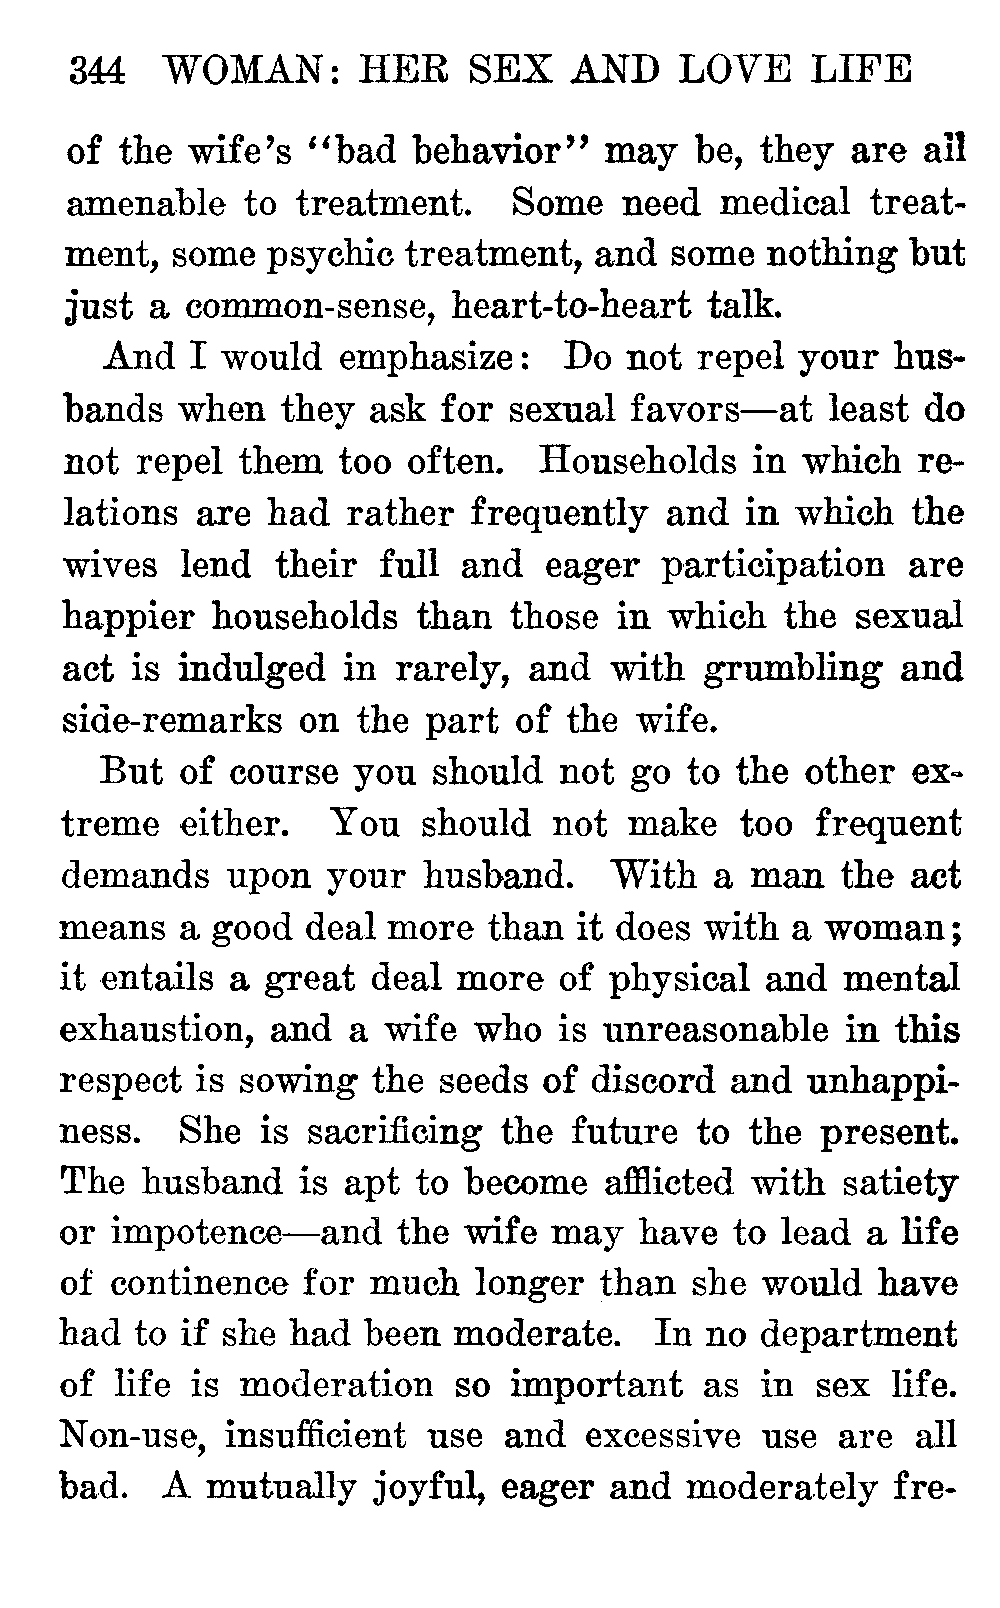 344 WOMAN: HER SEX AND LOVE LIFE
of the wife's "bad behavior" may be, they are all
amenable to treatment. Some need medical treat-
ment, some psychic treatment, and some nothing but
just a common-sense, heart-to-heart talk.
And I would emphasize: Do not repel your hus-
bands when they ask for sexual favors—at least do
not repel them too often. Households in which re-
lations are had rather frequently and in which the
wives lend their full and eager participation are
happier households than those in which the sexual
act is indulged in rarely, and with grumbling and
side-remarks on the part of the wife.
But of course you should not go to the other ex-
treme either. You should not make too frequent
demands upon your husband. With a man the act
means a good deal more than it does with a woman;
it entails a great deal more of physical and mental
exhaustion, and a wife who is unreasonable in this
respect is sowing the seeds of discord and unhappi-
ness. She is sacrificing the future to the present.
The husband is apt to become afflicted with satiety
or impotence—and the wife may have to lead a life
of continence for much longer than she would have
had to if she had been moderate. In no department
of life is moderation so important as in sex life.
Non-use, insufficient use and excessive use are all
bad. A mutually joyful, eager and moderately fre-